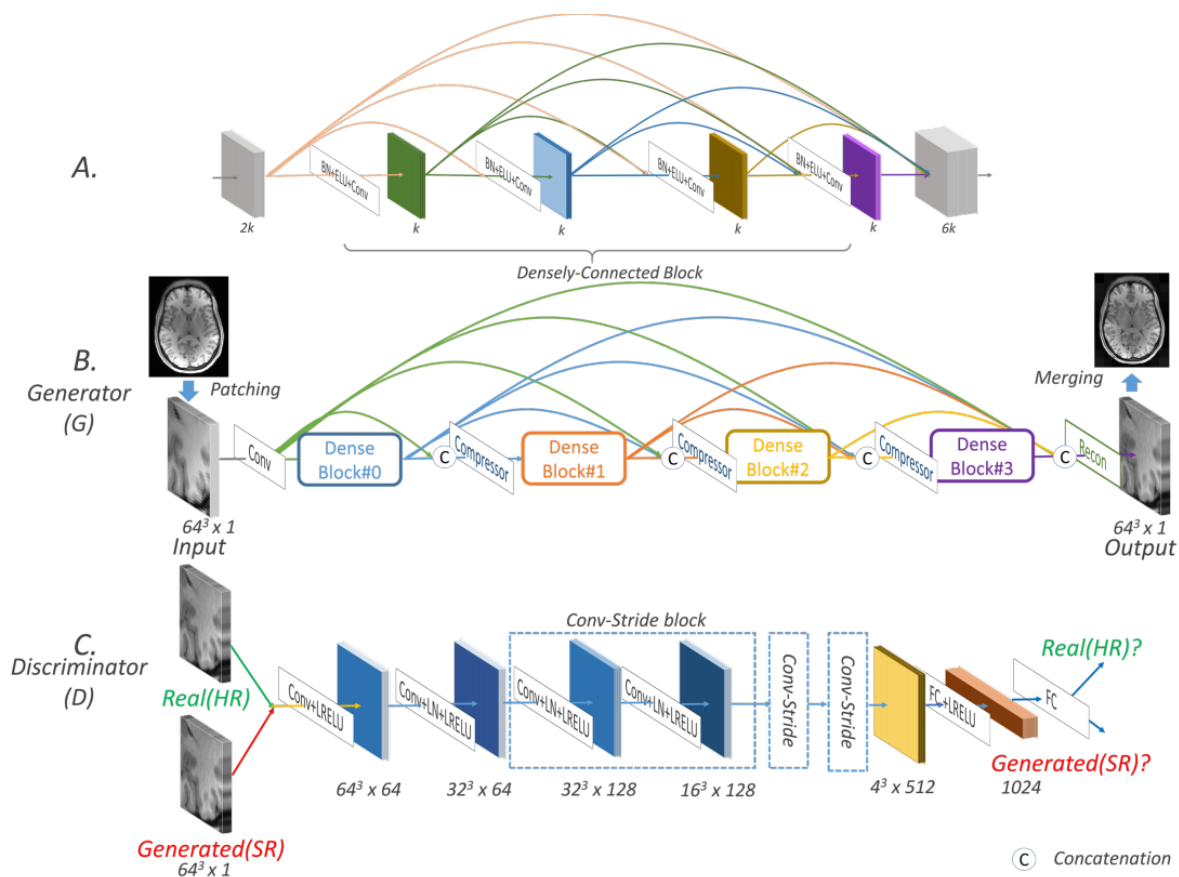 A.
BN+ELU+Conv
BN+ELU+Conv
BN+ELU+Conv
BN+ELU+Conv
2k
k
k
k
k
6k
Densely-Connected Block
B.
Generator
(G)
Patching
Merging
Conv
Dense
Block#0
C
Compressor
Dense
Block#1
C
Compressor
Dense
Block#2
C
Compressor
Dense
Block#3
C
Recon
64³ x 1
Input
64³ x 1
Output
C.
Discriminator
(D)
Real(HR)
Generated(SR)
64³ x 1
Conv-Stride block
Conv+LRELU
Conv+LN+LRELU
Conv+LN+LRELU
Conv+LN+LRELU
Conv-Stride
Conv-Stride
FC
+LRELU
FC
Real(HR)?
Generated(SR)?
64³ x 64
32³ x 64
32³ x 128
16³ x 128
4³ x 512
1024
C Concatenation